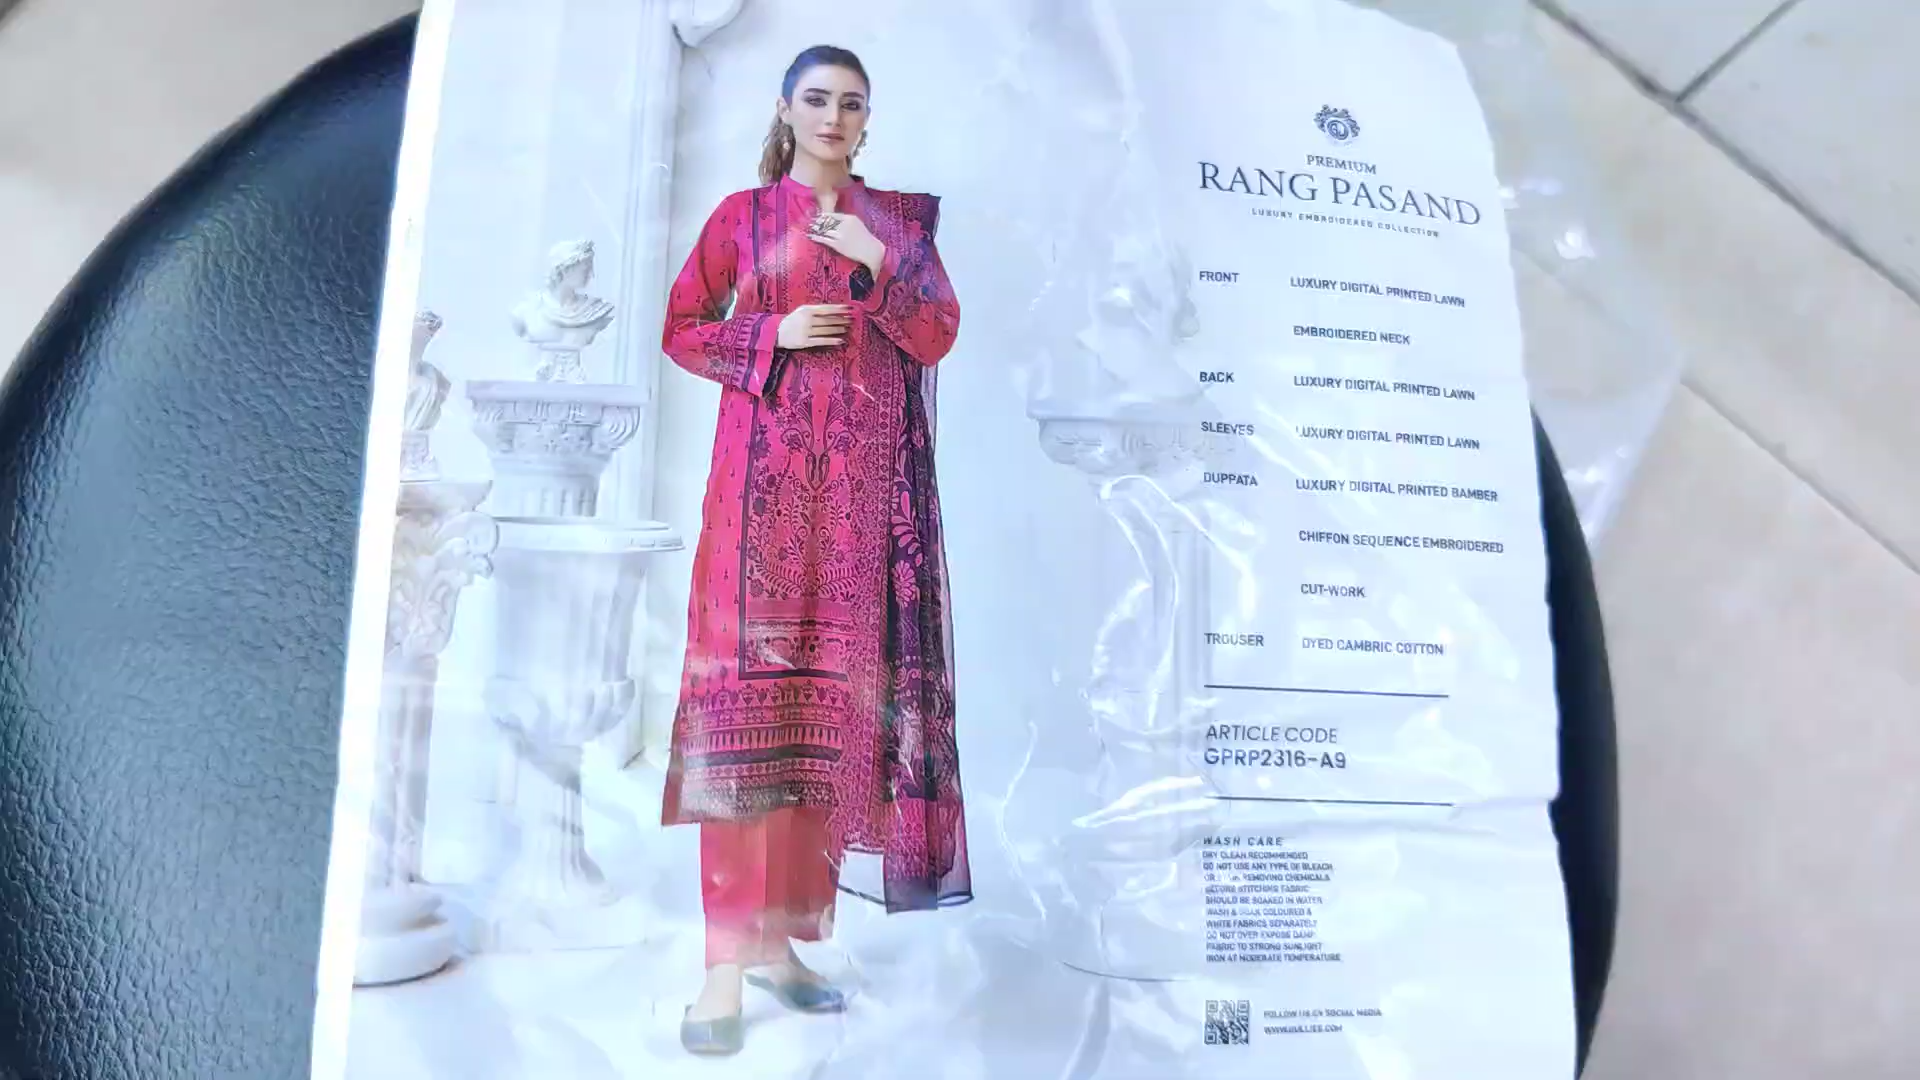 PREMIUM
RANG PASAND
LUXURY EMBROIDERED COLLECTION
FRONT LUXURY DIGITAL PRINTED LAWN
EMBROIDERED NECK
BACK LUXURY DIGITAL PRINTED LAWN
SLEEVES LUXURY DIGITAL PRINTED LAWN
DUPPATA LUXURY DIGITAL PRINTED BAMBER
CHIFFON SEQUENCE EMBROIDERED
CUT-WORK
TROUSER DYED CAMBRIC COTTON
ARTICLE CODE
GPRP2316-A9
WASH CARE
DRY CLEAN RECOMMENDED
DO NOT USE ANY TYPE OF BLEACH
OR REMOVING CHEMICALS
BEFORE STITCHING FABRIC
SHOULD BE SOAKED IN WATER
WASH & SOAK COLOURED &
WHITE FABRICS SEPARATELY
DO NOT OVER EXPOSE DAMP
FABRIC TO STRONG SUNLIGHT
IRON AT MODERATE TEMPERATURE
FOLLOW US ON SOCIAL MEDIA